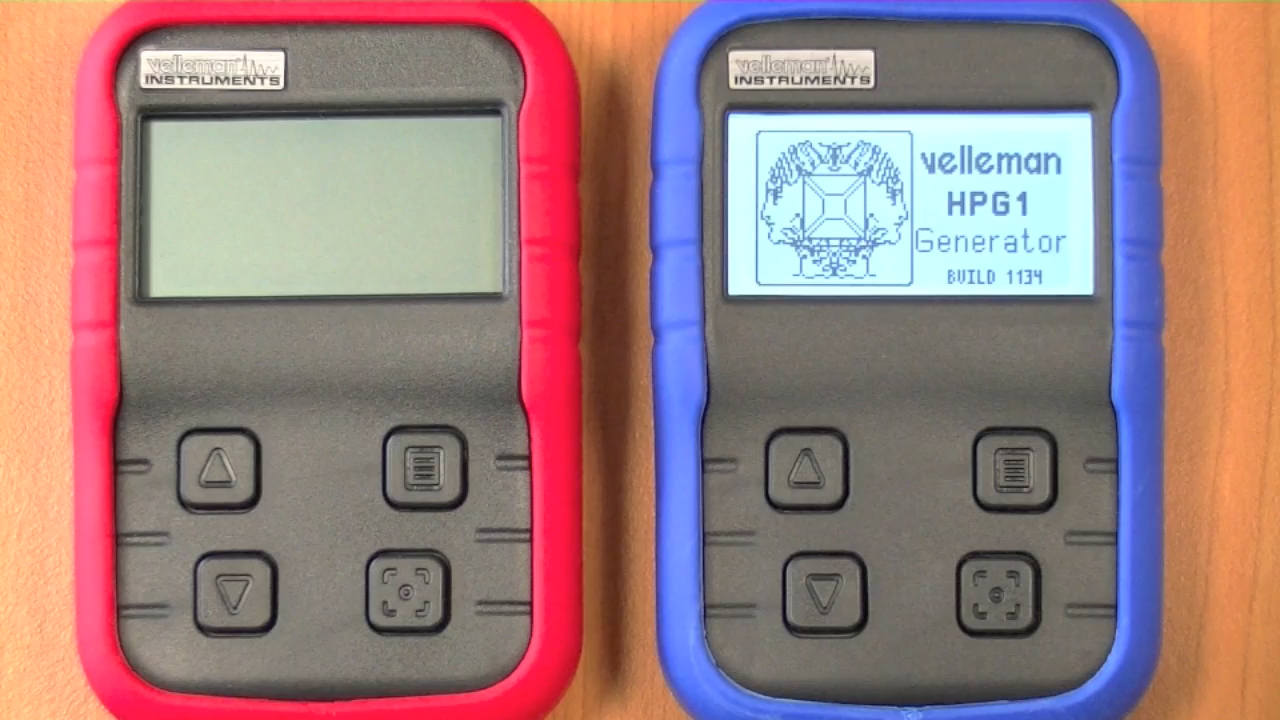 velleman
INSTRUMENTS
velleman
INSTRUMENTS
velleman
HPG1
Generator
BUILD 1134